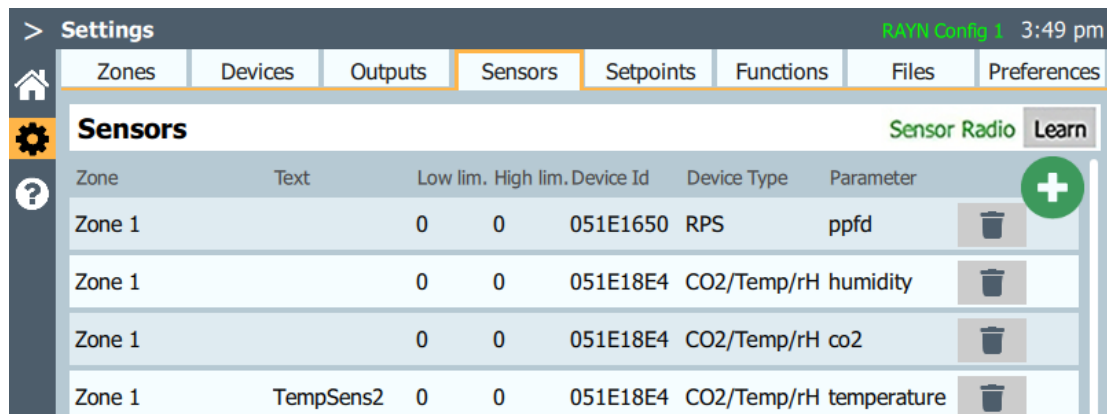 > Settings RAYN Config 1 3:49 pm
Zones Devices Outputs Sensors Setpoints Functions Files Preferences
Sensors Sensor Radio Learn
Zone Text Low lim. High lim. Device Id Device Type Parameter
Zone 1 0 0 051E1650 RPS ppfd
Zone 1 0 0 051E18E4 CO2/Temp/rH humidity
Zone 1 0 0 051E18E4 CO2/Temp/rH co2
Zone 1 TempSens2 0 0 051E18E4 CO2/Temp/rH temperature